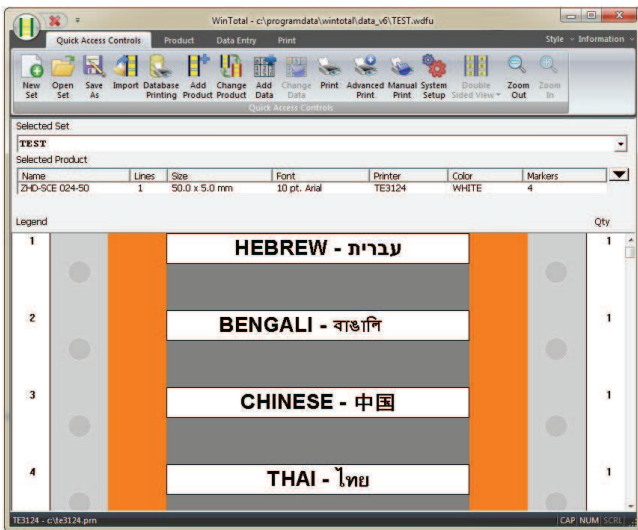 WinTotal - c:\programdata\wintotal\data_v6\TEST.wdfu
Quick Access Controls Product Data Entry Print Style Information
New Set Open Set Save As Import Database Printing Add Product Change Product Add Data Change Data Print Advanced Print Manual Print System Setup Double Sided View Zoom Out Zoom In
Quick Access Controls
Selected Set
TEST
Selected Product
Name Lines Size Font Printer Color Markers
ZHD-SCE 024-50 1 50.0 x 5.0 mm 10 pt. Arial TE3124 WHITE 4
Legend Qty
1 HEBREW - עברית 1
2 BENGALI - বাঙালি 1
3 CHINESE - 中国 1
4 THAI - ไทย 1
TE3124 - c:\te3124.prn CAP NUM SCRL